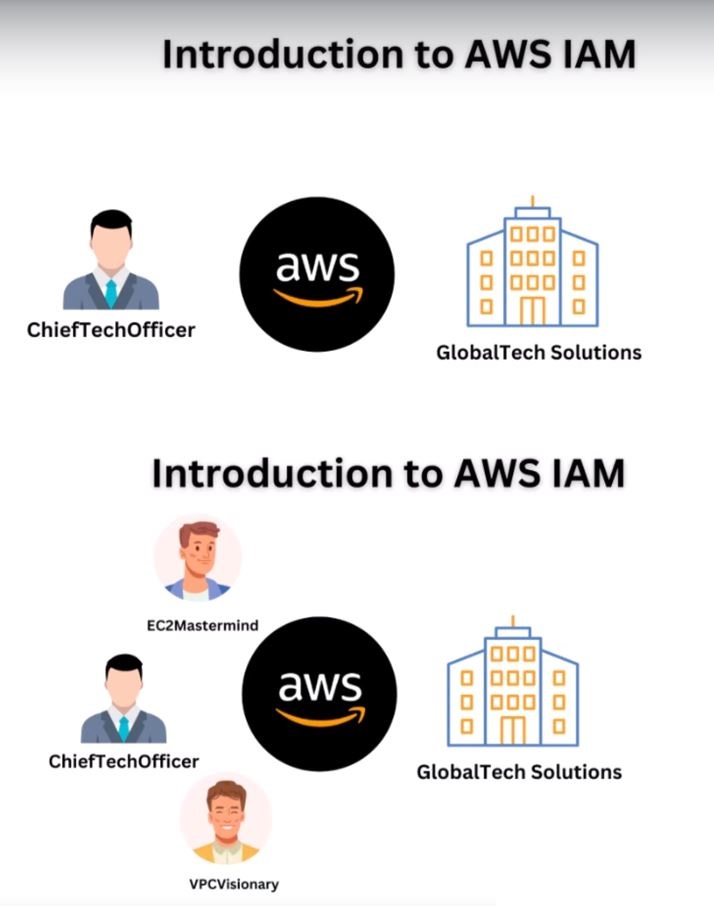 Introduction to AWS IAM
aws
ChiefTechOfficer
GlobalTech Solutions
Introduction to AWS IAM
EC2Mastermind
aws
ChiefTechOfficer
GlobalTech Solutions
VPCVisionary